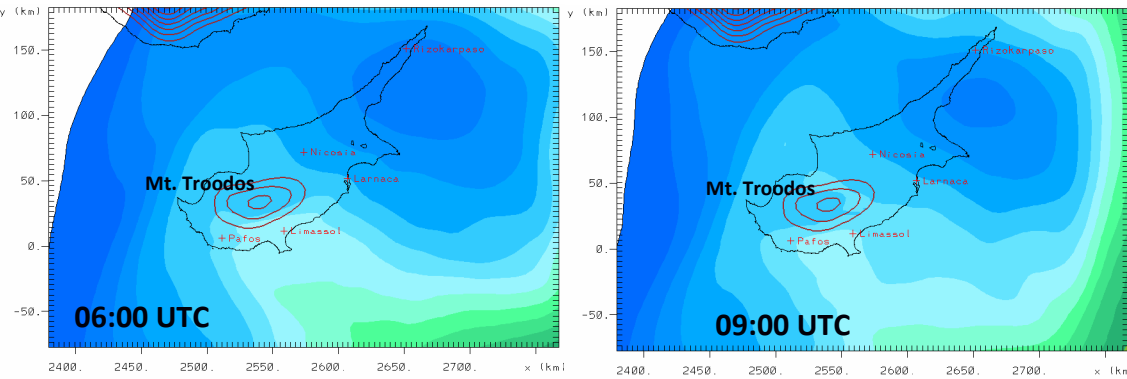 y (km)
150.
100.
50.
0.
-50.
Rizokarpaso
Nicosia
Mt. Troodos
Larnaca
Limassol
Pafos
06:00 UTC
2400. 2450. 2500. 2550. 2600. 2650. 2700. x (km)
y (km)
150.
100.
50.
0.
-50.
Rizokarpaso
Nicosia
Mt. Troodos
Larnaca
Limassol
Pafos
09:00 UTC
2400. 2450. 2500. 2550. 2600. 2650. 2700. x (km)